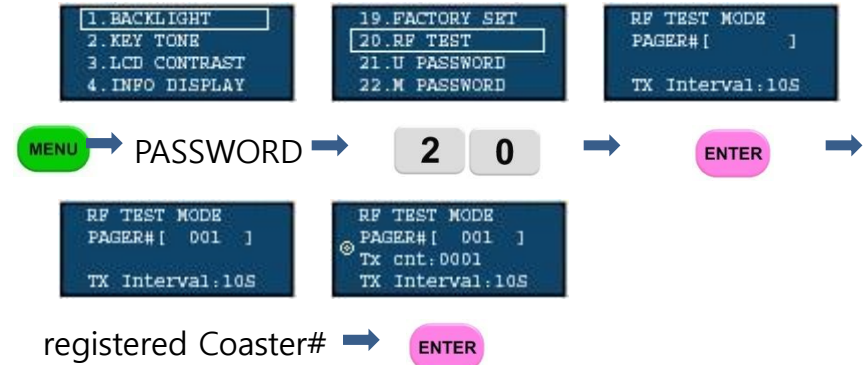 1.BACKLIGHT
2.KEY TONE
3.LCD CONTRAST
4.INFO DISPLAY
19.FACTORY SET
20.RF TEST
21.U PASSWORD
22.M PASSWORD
RF TEST MODE
PAGER#[ ]
TX Interval:10S
MENU PASSWORD 2 0 ENTER
RF TEST MODE
PAGER#[ 001 ]
TX Interval:10S
RF TEST MODE
PAGER#[ 001 ]
Tx cnt:0001
TX Interval:10S
registered Coaster# ENTER